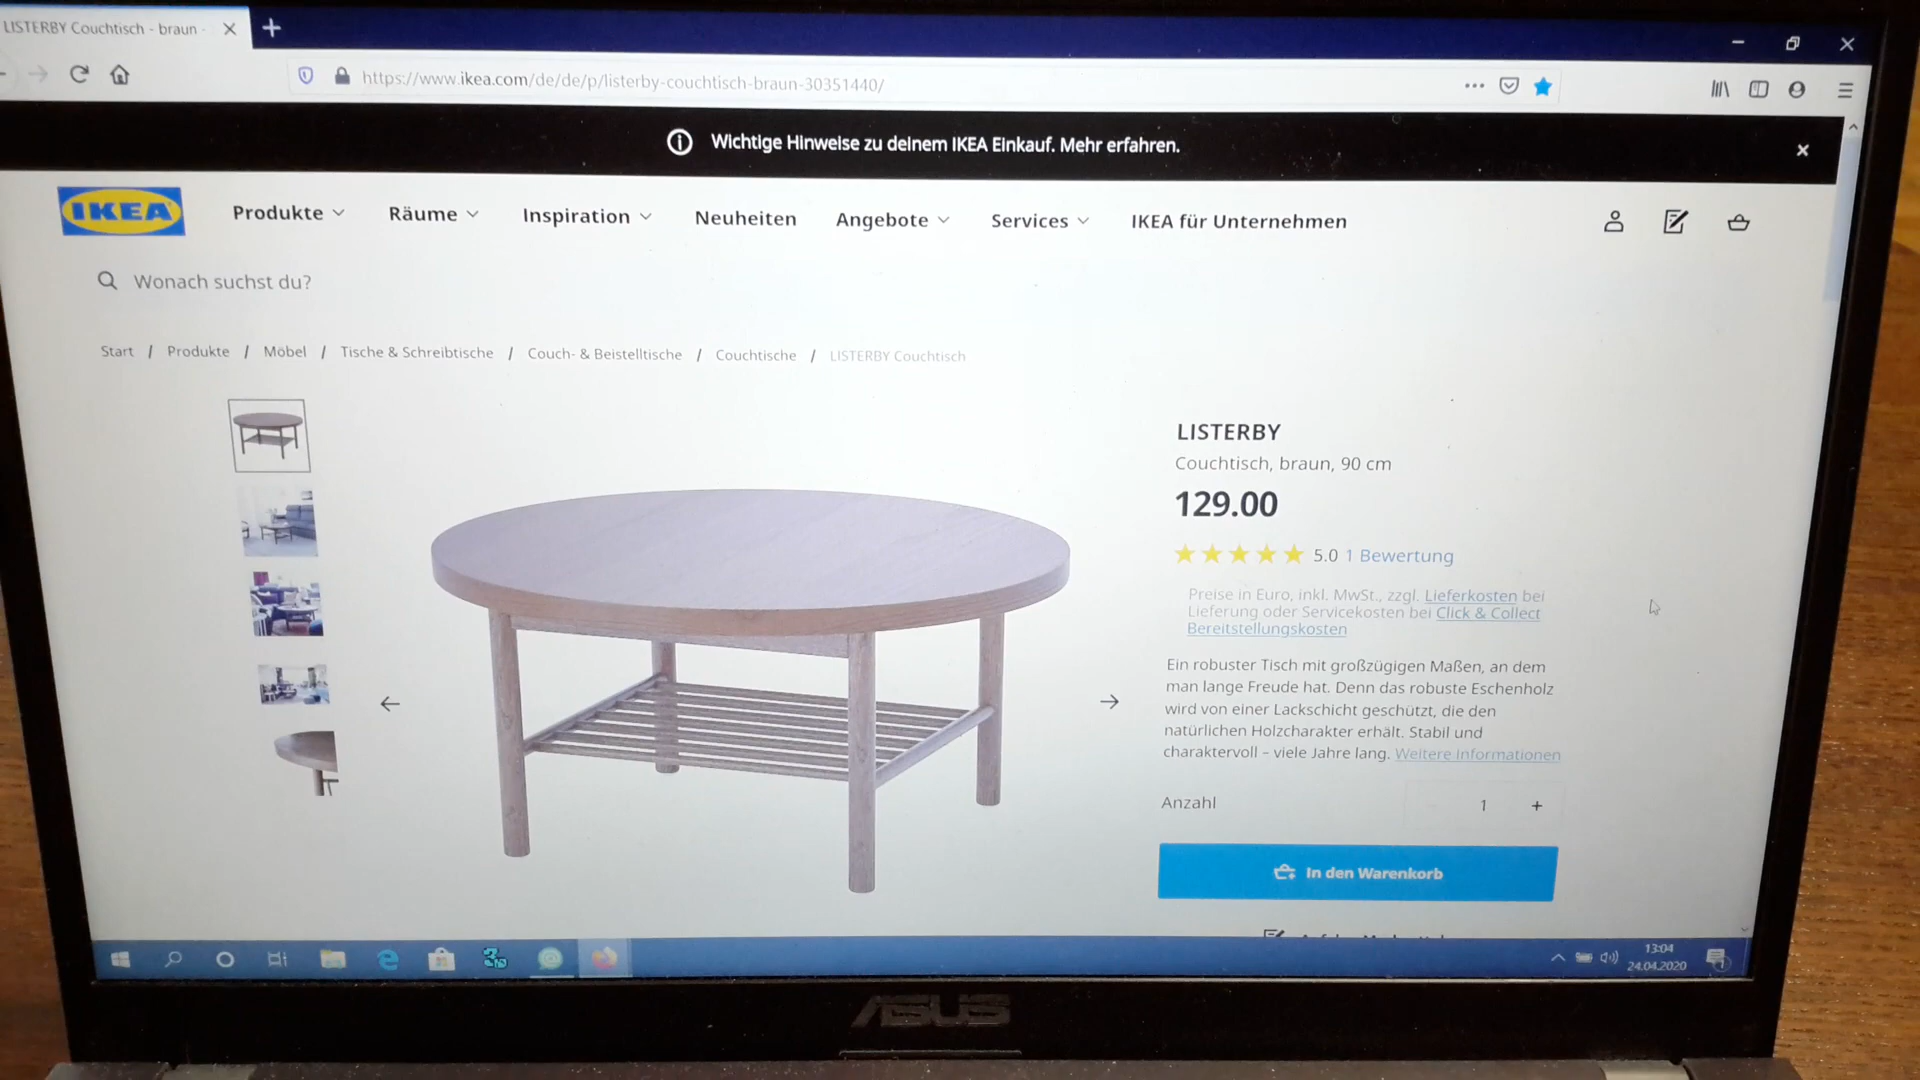 LISTERBY Couchtisch - braun -
https://www.ikea.com/de/de/p/listerby-couchtisch-braun-30351440/
Wichtige Hinweise zu deinem IKEA Einkauf. Mehr erfahren.
IKEA
Produkte Räume Inspiration Neuheiten Angebote Services IKEA für Unternehmen
Wonach suchst du?
Start / Produkte / Möbel / Tische & Schreibtische / Couch- & Beistelltische / Couchtische / LISTERBY Couchtisch
LISTERBY
Couchtisch, braun, 90 cm
129.00
5.0 1 Bewertung
Preise in Euro, inkl. MwSt., zzgl. Lieferkosten bei
Lieferung oder Servicekosten bei Click & Collect
Bereitstellungskosten
Ein robuster Tisch mit großzügigen Maßen, an dem
man lange Freude hat. Denn das robuste Eschenholz
wird von einer Lackschicht geschützt, die den
natürlichen Holzcharakter erhält. Stabil und
charaktervoll – viele Jahre lang. Weitere Informationen
Anzahl 1 +
In den Warenkorb
13:04
24.04.2020
ASUS